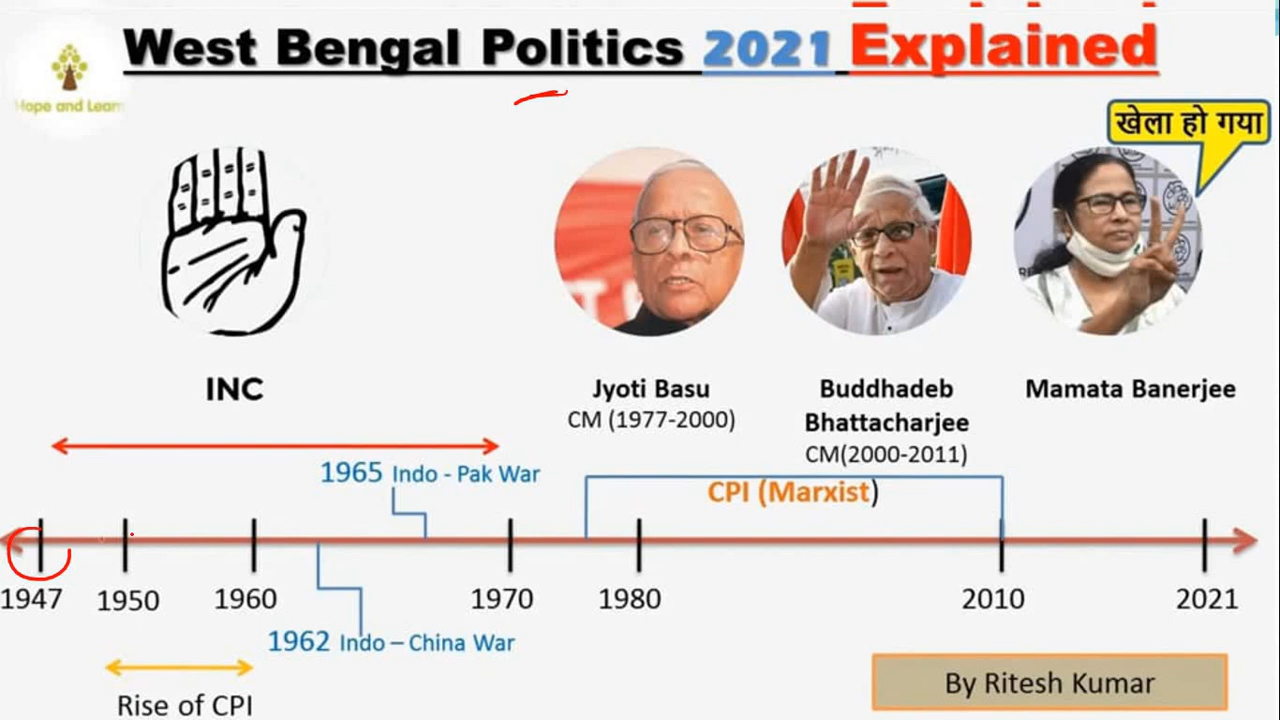 West Bengal Politics 2021 Explained
Hope and Learn
खेला हो गया
INC
Jyoti Basu
CM (1977-2000)
Buddhadeb
Bhattacharjee
CM(2000-2011)
Mamata Banerjee
1965 Indo - Pak War
CPI (Marxist)
1947 1950 1960 1970 1980 2010 2021
1962 Indo – China War
Rise of CPI
By Ritesh Kumar